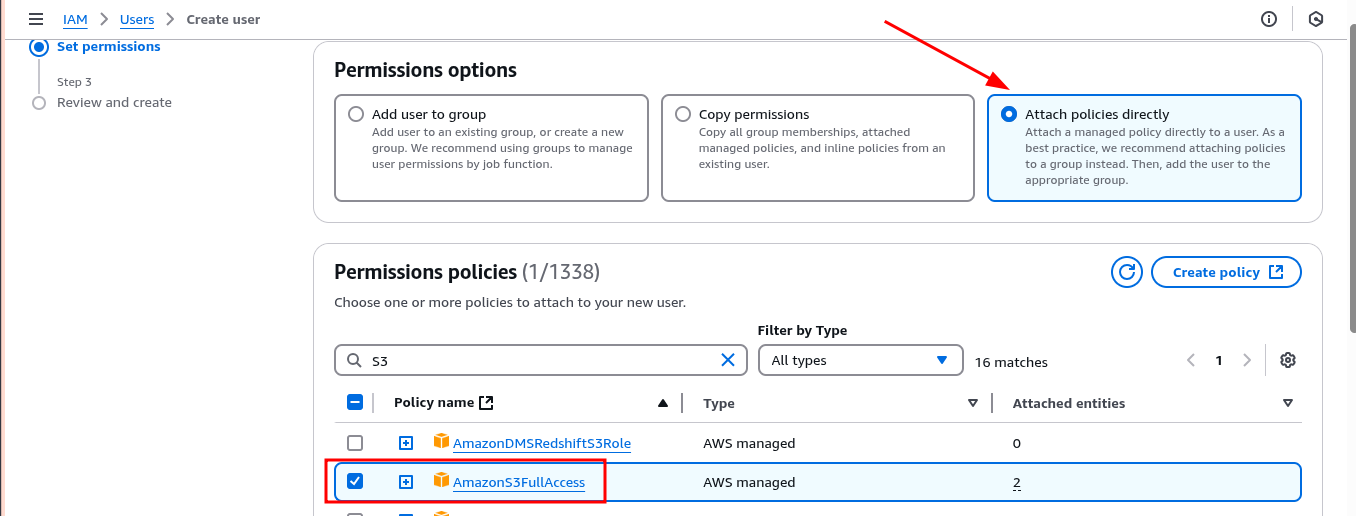 IAM > Users > Create user
Set permissions
Step 3
Review and create
Permissions options
Add user to group
Add user to an existing group, or create a new
group. We recommend using groups to manage
user permissions by job function.
Copy permissions
Copy all group memberships, attached
managed policies, and inline policies from an
existing user.
Attach policies directly
Attach a managed policy directly to a user. As a
best practice, we recommend attaching policies
to a group instead. Then, add the user to the
appropriate group.
Permissions policies (1/1338)
Create policy
Choose one or more policies to attach to your new user.
Filter by Type
S3
All types
16 matches
1
Policy name
Type
Attached entities
AmazonDMSRedshiftS3Role
AWS managed
0
AmazonS3FullAccess
AWS managed
2